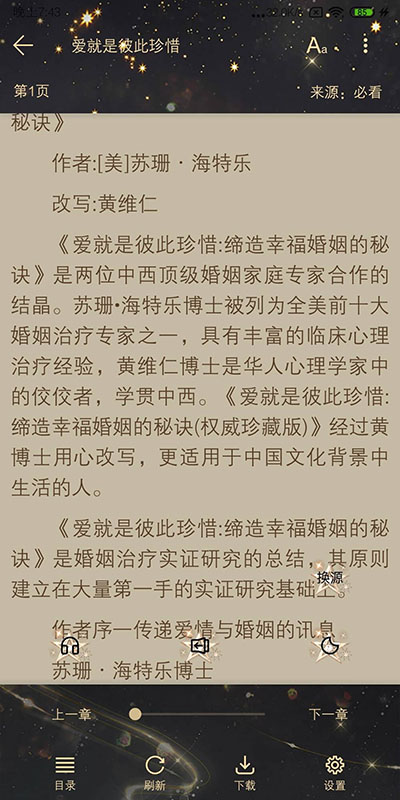 晚上7:43
85
爱就是彼此珍惜
Aa
第1页
来源：必看
秘诀》
作者:[美]苏珊·海特乐
改写:黄维仁
《爱就是彼此珍惜:缔造幸福婚姻的秘
诀》是两位中西顶级婚姻家庭专家合作的
结晶。苏珊•海特乐博士被列为全美前十大
婚姻治疗专家之一，具有丰富的临床心理
治疗经验，黄维仁博士是华人心理学家中
的佼佼者，学贯中西。《爱就是彼此珍惜:
缔造幸福婚姻的秘诀(权威珍藏版)》经过黄
博士用心改写，更适用于中国文化背景中
生活的人。
《爱就是彼此珍惜:缔造幸福婚姻的秘
诀》是婚姻治疗实证研究的总结，其原则
建立在大量第一手的实证研究基础上。
换源
作者序一传递爱情与婚姻的讯息
苏珊·海特乐博士
上一章
下一章
目录
刷新
下载
设置